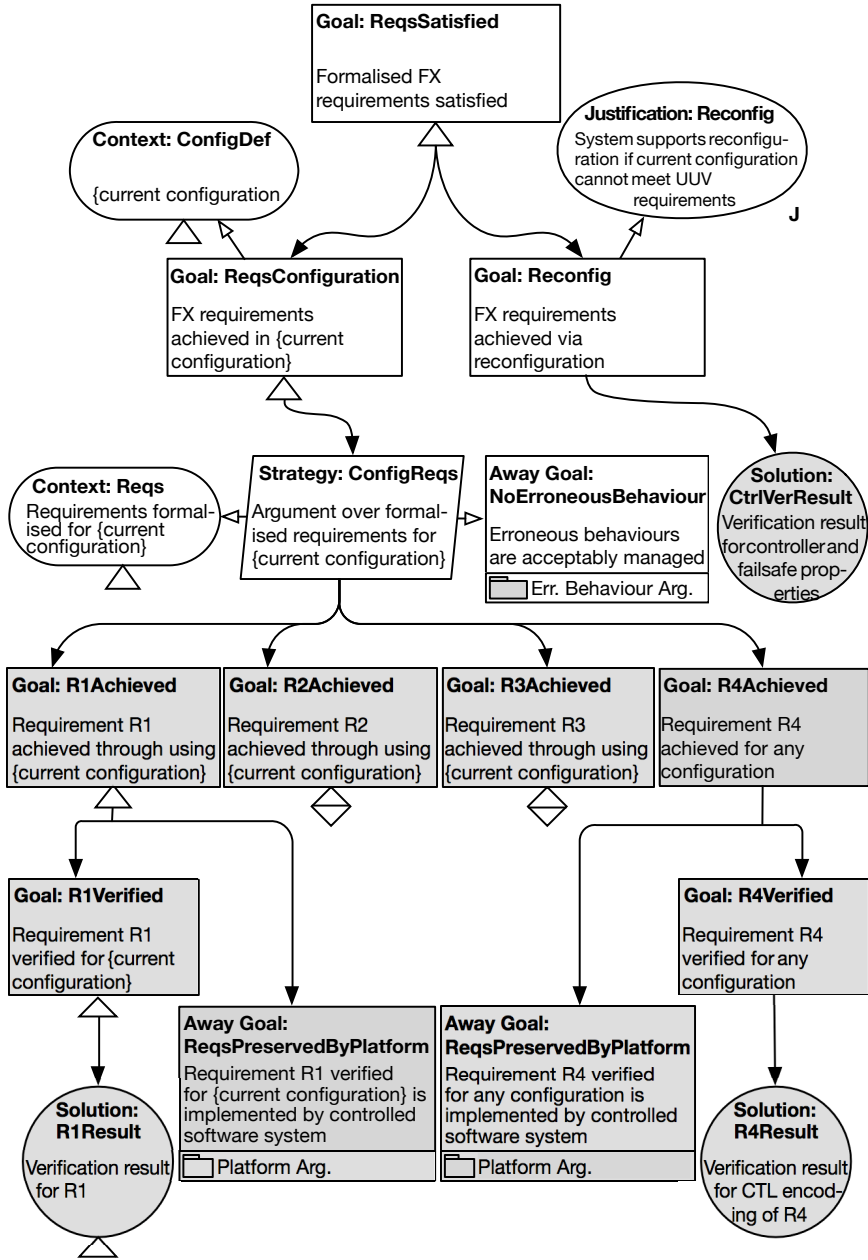 Goal: ReqsSatisfied
Formalised FX
requirements satisfied
Context: ConfigDef
{current configuration
Justification: Reconfig
System supports reconfigu-
ration if current configuration
cannot meet UUV
requirements
J
Goal: ReqsConfiguration
FX requirements
achieved in {current
configuration}
Goal: Reconfig
FX requirements
achieved via
reconfiguration
Context: Reqs
Requirements formal-
ised for {current
configuration}
Strategy: ConfigReqs
Argument over formal-
ised requirements for
{current configuration}
Away Goal:
NoErroneousBehaviour
Erroneous behaviours
are acceptably managed
Err. Behaviour Arg.
Solution:
CtrlVerResult
Verification result
for controller and
failsafe prop-
erties
Goal: R1Achieved
Requirement R1
achieved through using
{current configuration}
Goal: R2Achieved
Requirement R2
achieved through using
{current configuration}
Goal: R3Achieved
Requirement R3
achieved through using
{current configuration}
Goal: R4Achieved
Requirement R4
achieved for any
configuration
Goal: R1Verified
Requirement R1
verified for {current
configuration}
Goal: R4Verified
Requirement R4
verified for any
configuration
Solution:
R1Result
Verification result
for R1
Away Goal:
ReqsPreservedByPlatform
Requirement R1 verified
for {current configuration} is
implemented by controlled
software system
Platform Arg.
Away Goal:
ReqsPreservedByPlatform
Requirement R4 verified
for any configuration is
implemented by controlled
software system
Platform Arg.
Solution:
R4Result
Verification result
for CTL encod-
ing of R4